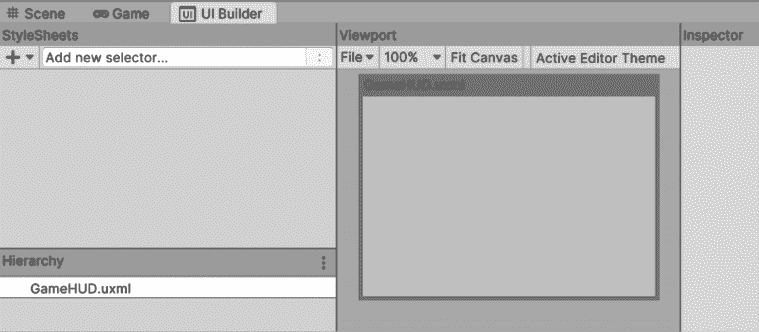 Scene Game UI UI Builder
StyleSheets
Add new selector...
Hierarchy
GameHUD.uxml
Viewport
File 100% Fit Canvas Active Editor Theme
GameHUD.uxml
Inspector